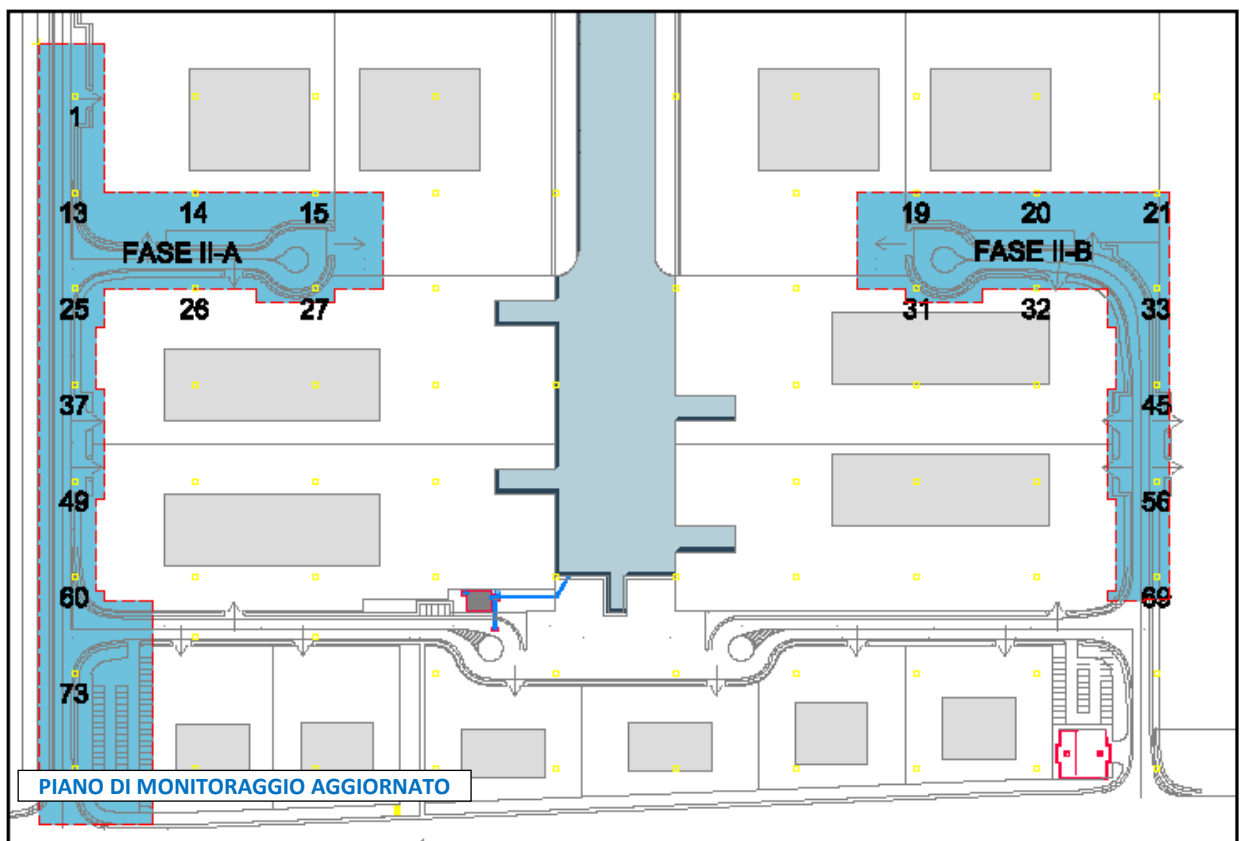 1
13 14 15 19 20 21
FASE II-A FASE II-B
25 26 27 31 32 33
37 45
49 56
60 69
73
PIANO DI MONITORAGGIO AGGIORNATO